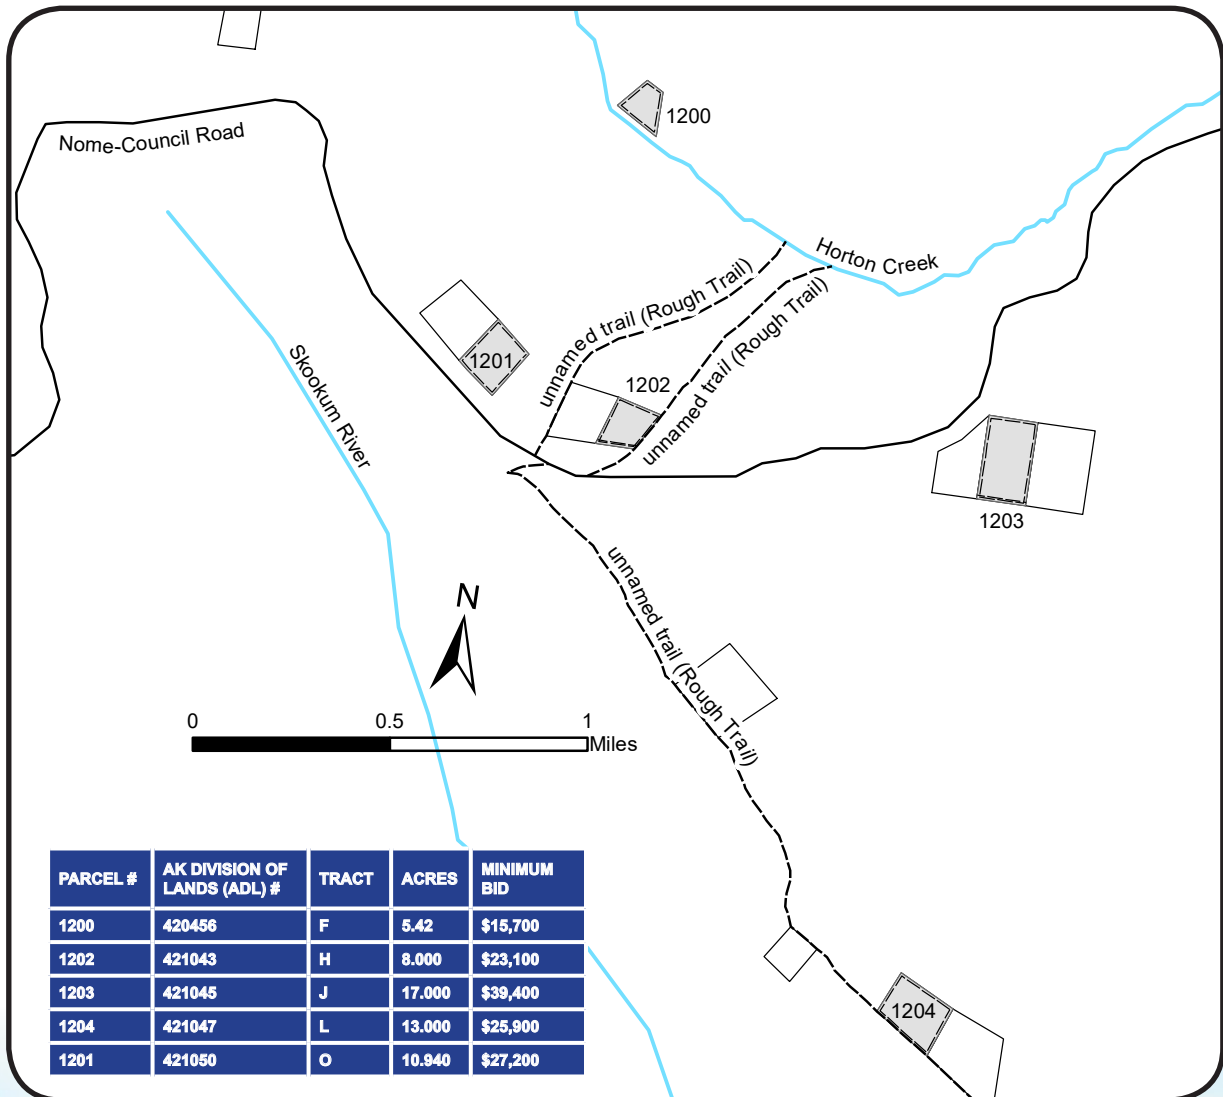 1200
Nome-Council Road
Horton Creek
unnamed trail (Rough Trail)
unnamed trail (Rough Trail)
1201
1202
Skookum River
1203
N
unnamed trail (Rough Trail)
0 0.5 1
Miles
PARCEL # AK DIVISION OF LANDS (ADL) # TRACT ACRES MINIMUM BID
1200 420456 F 5.42 $15,700
1202 421043 H 8.000 $23,100
1203 421045 J 17.000 $39,400
1204 421047 L 13.000 $25,900
1201 421050 O 10.940 $27,200
1204